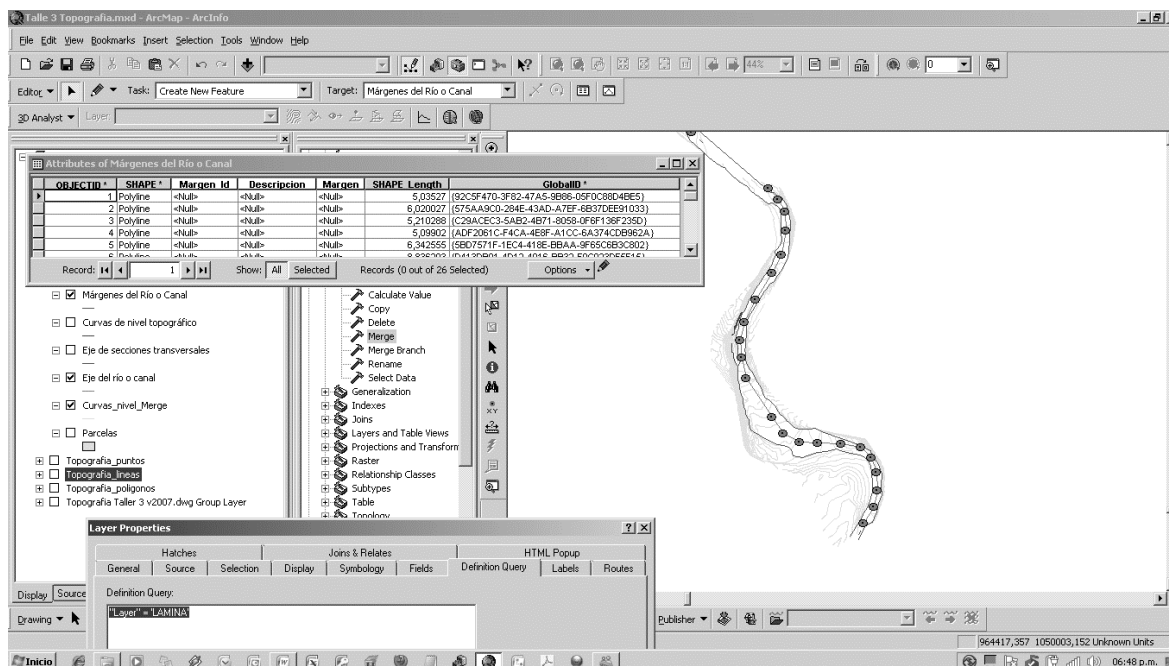 Talle 3 Topografia.mxd - ArcMap - ArcInfo
File Edit View Bookmarks Insert Selection Tools Window Help
44%
0
Editor Task: Create New Feature Target: Márgenes del Río o Canal
3D Analyst Layer:
Attributes of Márgenes del Río o Canal
OBJECTID * SHAPE * Margen_Id Descripcion Margen SHAPE_Length GlobalID *
1 Polyline <Null> <Null> <Null> 5,03527 {92C5F470-3F82-47A5-9B86-05F0C88D4BE5}
2 Polyline <Null> <Null> <Null> 6,020027 {575AA9C0-284E-43AD-A7EF-6B37DEE91033}
3 Polyline <Null> <Null> <Null> 5,210288 {C29ACEC3-5AB2-4B71-8058-0F6F136F235D}
4 Polyline <Null> <Null> <Null> 5,09902 {ADF2061C-F4CA-4E8F-A1CC-6A374CDB962A}
5 Polyline <Null> <Null> <Null> 6,342555 {5BD7571F-1EC4-418E-BBAA-9F65C6B3C802}
6 Polyline <Null> <Null> <Null>
Record: 1 Show: All Selected Records (0 out of 26 Selected) Options
Márgenes del Río o Canal
Curvas de nivel topográfico
Eje de secciones transversales
Eje del río o canal
Curvas_nivel_Merge
Parcelas
Topografia_puntos
Topografia_lineas
Topografia_poligonos
Topografia Taller 3 v2007.dwg Group Layer
Calculate Value
Copy
Delete
Merge
Merge Branch
Rename
Select Data
Generalization
Indexes
Joins
Layers and Table Views
Projections and Transform
Raster
Relationship Classes
Subtypes
Table
Topology
Layer Properties
Hatches Joins & Relates HTML Popup
General Source Selection Display Symbology Fields Definition Query Labels Routes
Definition Query:
"Layer" = 'LAMINA'
Display Source
Drawing
Publisher
964417,357 1050003,152 Unknown Units
Inicio
06:48 p.m.